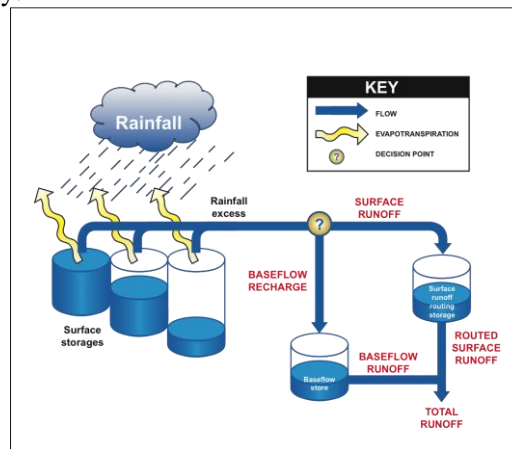 Rainfall
KEY
FLOW
EVAPOTRANSPIRATION
?
DECISION POINT
Rainfall
excess
?
SURFACE
RUNOFF
BASEFLOW
RECHARGE
Surface
storages
Surface
runoff
routing
storage
ROUTED
SURFACE
RUNOFF
BASEFLOW
RUNOFF
Baseflow
store
TOTAL
RUNOFF